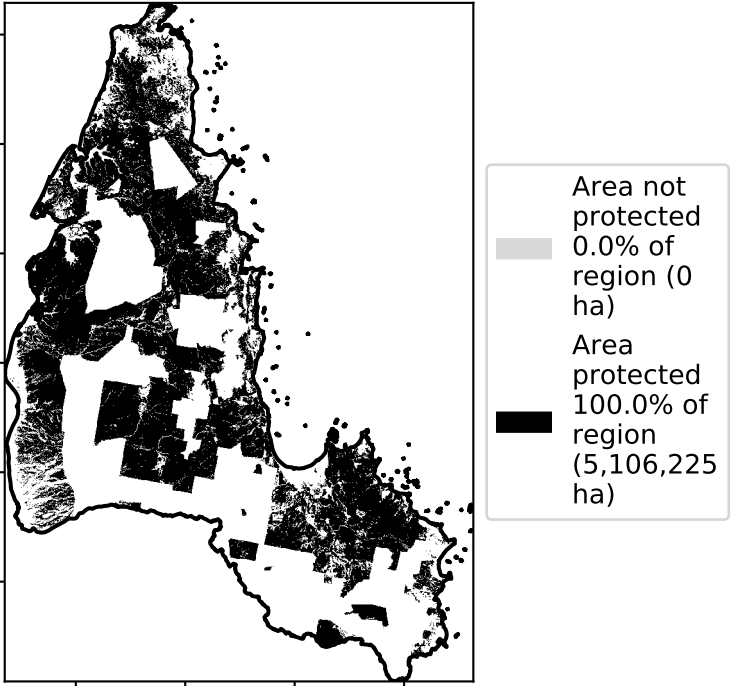 Area not
protected
0.0% of
region (0
ha)
Area
protected
100.0% of
region
(5,106,225
ha)